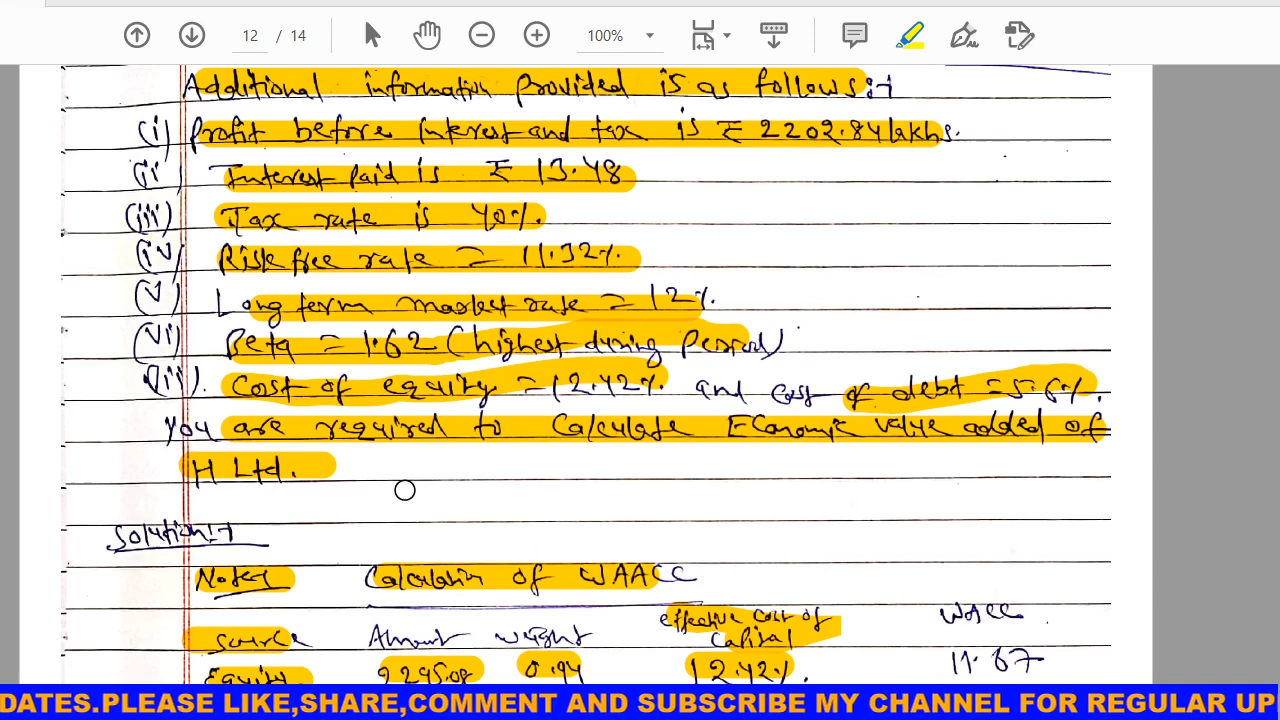 12 / 14
100%
Additional information provided is as follows:-
(i) Profit before interest and tax is ₹ 2202.84 lakhs.
(ii) Interest paid is ₹ 13.48
(iii) Tax rate is 40%.
(iv) Risk free rate = 11.32%.
(v) Long term market rate = 12%.
(vi) Beta = 1.62 (highest during Period)
(vii). Cost of equity = 12.42% and cost of debt = 5.6%.
You are required to Calculate Economic value added of
H Ltd.
Solution:-
Notes Calculation of WAACC
Source Amount weight effective cost of capital WACC
Equity 2295.08 0.94 12.42%. 11.67
DATES.PLEASE LIKE,SHARE,COMMENT AND SUBSCRIBE MY CHANNEL FOR REGULAR UP